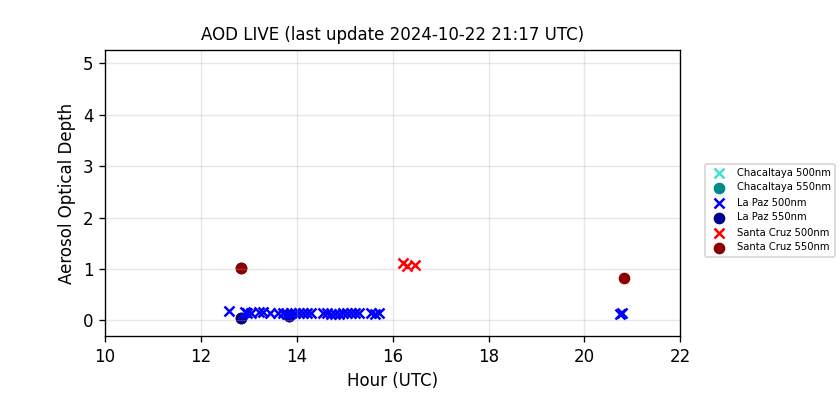 AOD LIVE (last update 2024-10-22 21:17 UTC)
5
4
3
2
1
0
Aerosol Optical Depth
10 12 14 16 18 20 22
Hour (UTC)
Chacaltaya 500nm
Chacaltaya 550nm
La Paz 500nm
La Paz 550nm
Santa Cruz 500nm
Santa Cruz 550nm